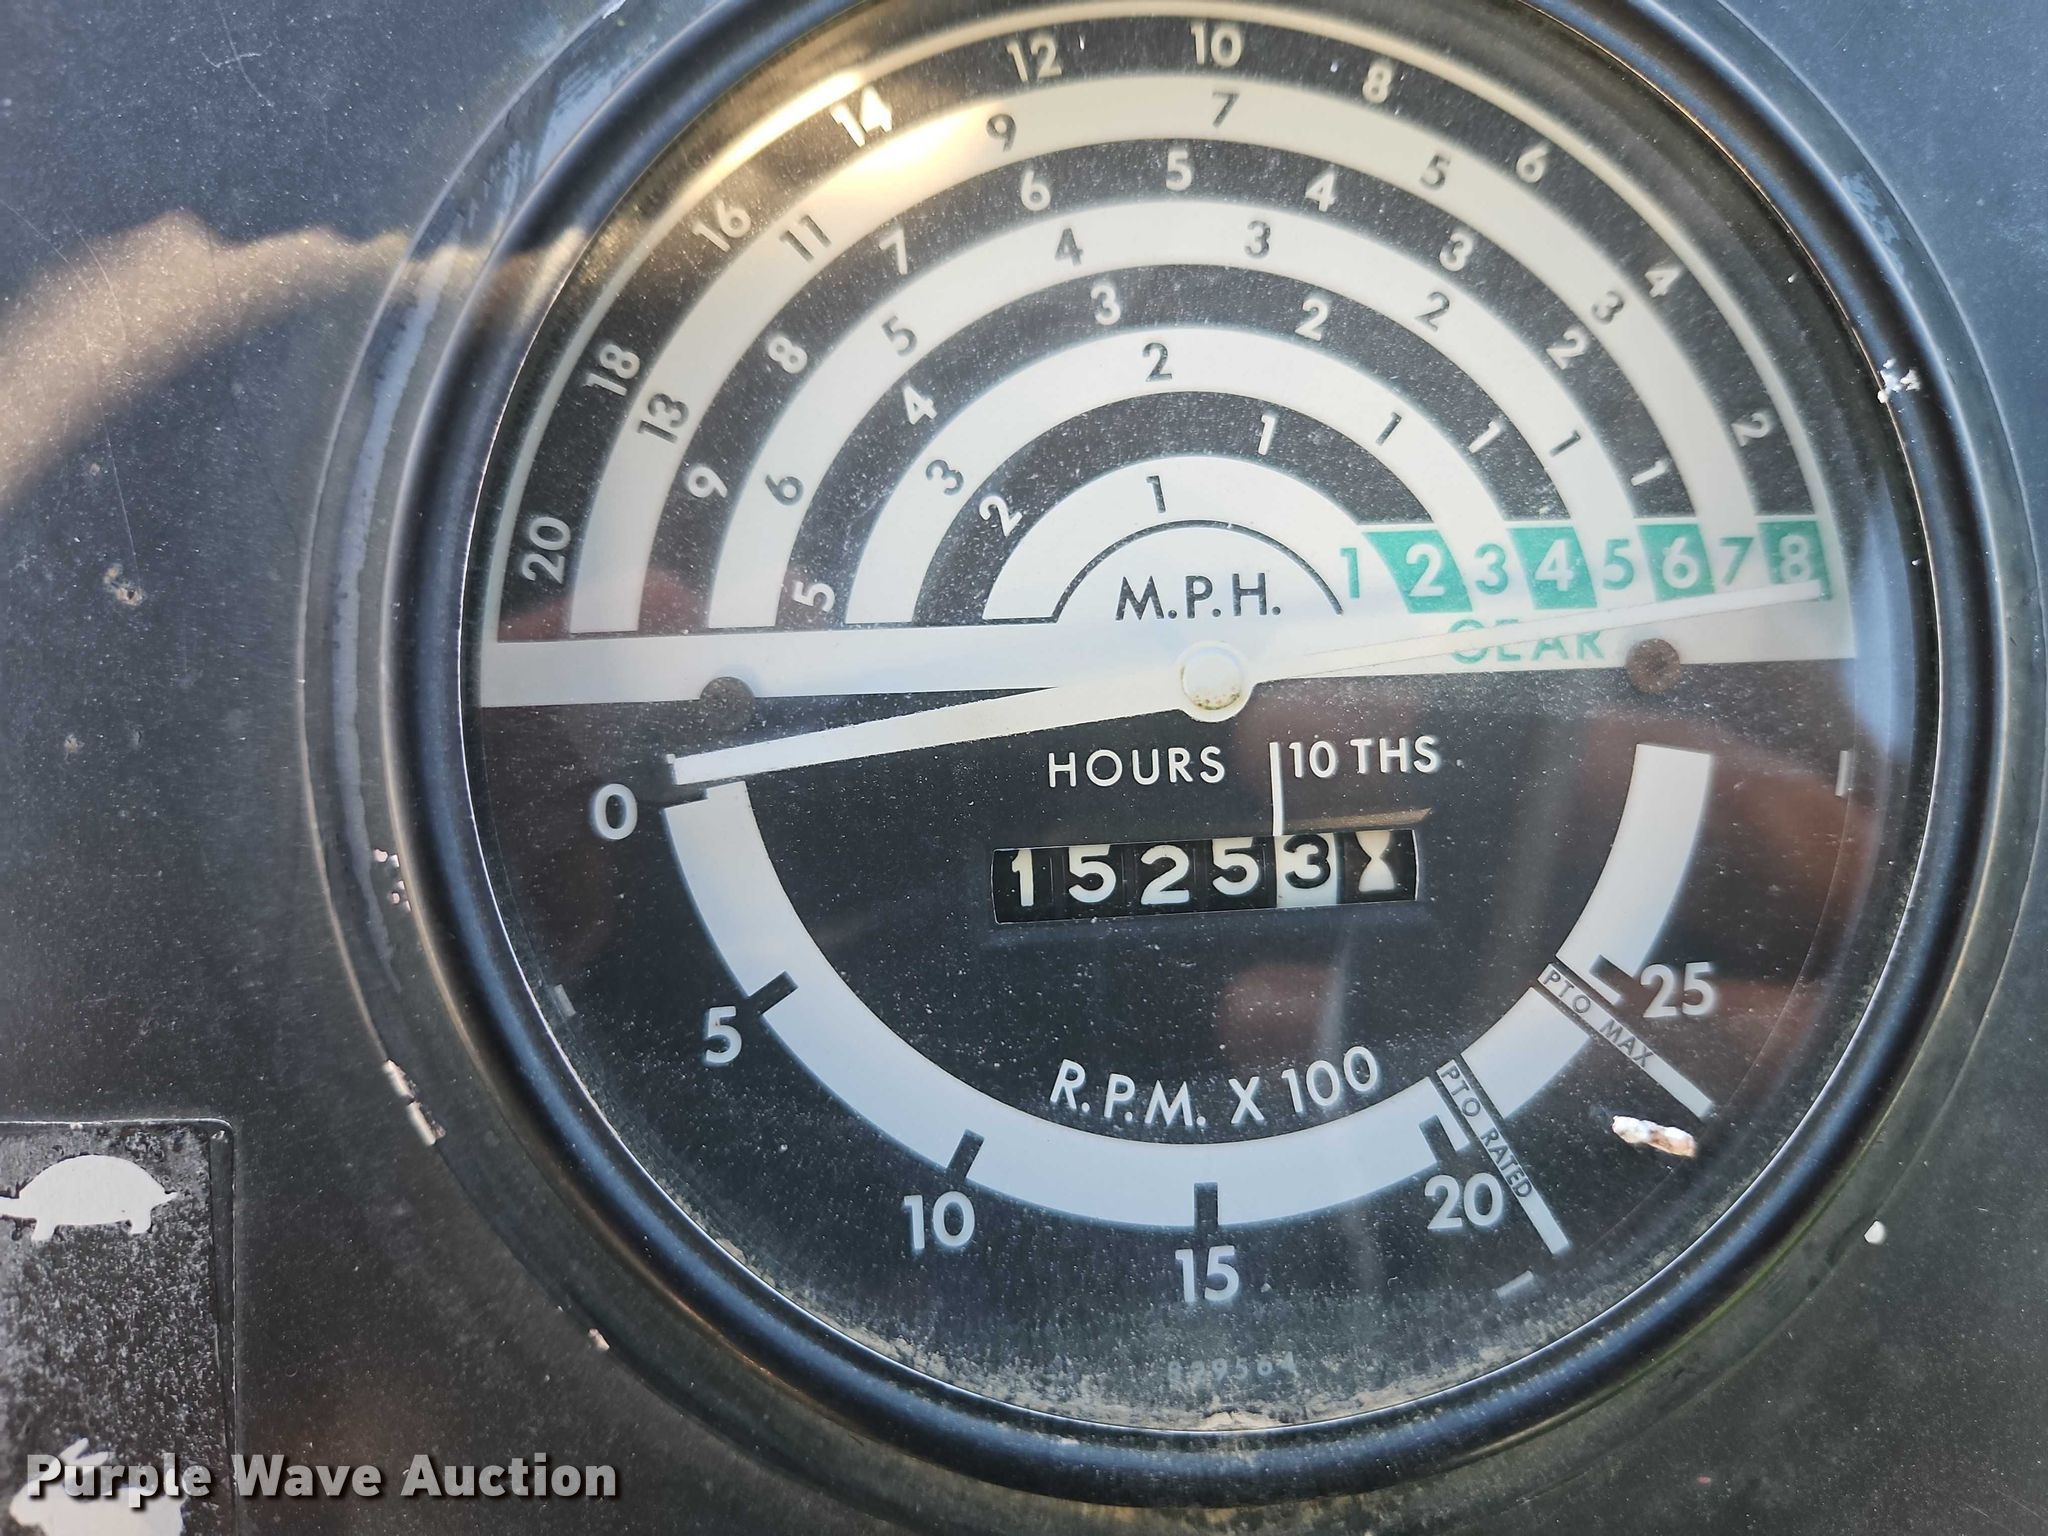 12 10 8
14 9 7 5 6
16 11 7 6 5 4 3 3 4
18 13 8 5 4 3 2 2 3 2
20 9 6 4 3 2 1 1 1 1 2
5 3 2 1 1
2 1
M.P.H. 1 2 3 4 5 6 7 8
GEAR
HOURS 10 THS
0
15253
25
PTO MAX
5
R.P.M. X 100
PTO RATED
10 20
15
Purple Wave Auction